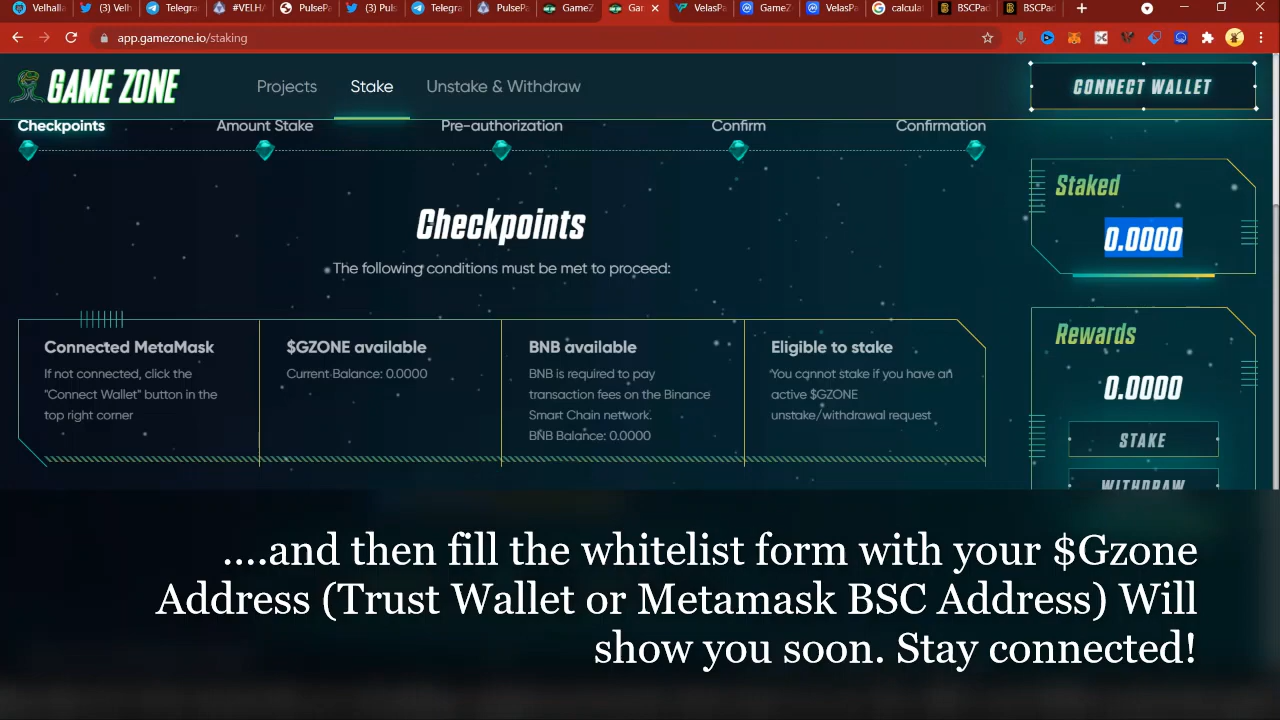 Velhalla
(3) Velh
Telegra
#VELHA
PulsePa
(3) Puls
Telegra
PulsePa
GameZ
Gam
VelasPa
GameZ
VelasPa
calcula
BSCPad
BSCPad
app.gamezone.io/staking
GAME ZONE
Projects
Stake
Unstake & Withdraw
CONNECT WALLET
Checkpoints
Amount Stake
Pre-authorization
Confirm
Confirmation
Checkpoints
The following conditions must be met to proceed:
Connected MetaMask
If not connected, click the
"Connect Wallet" button in the
top right corner
$GZONE available
Current Balance: 0.0000
BNB available
BNB is required to pay
transaction fees on the Binance
Smart Chain network.
BNB Balance: 0.0000
Eligible to stake
You cannot stake if you have an
active $GZONE
unstake/withdrawal request
Staked
0.0000
Rewards
0.0000
STAKE
WITHDRAW
....and then fill the whitelist form with your $Gzone
Address (Trust Wallet or Metamask BSC Address) Will
show you soon. Stay connected!